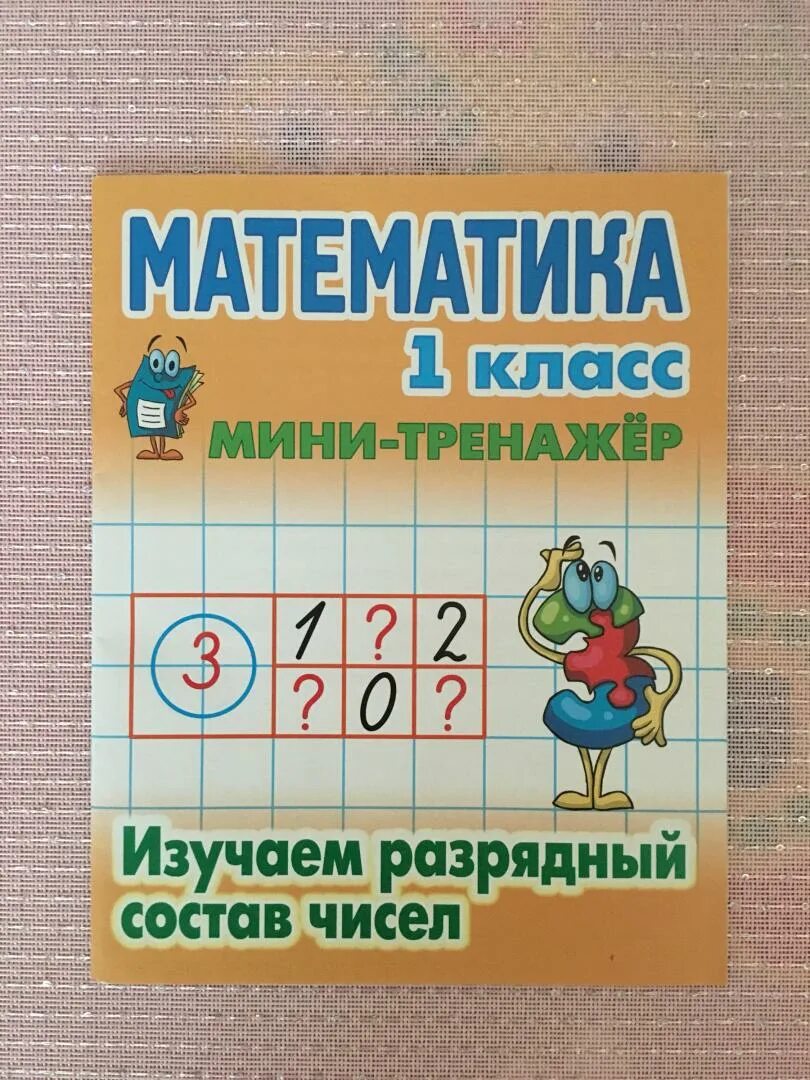 МАТЕМАТИКА
1 класс
МИНИ-ТРЕНАЖЁР
3 1 ? 2
? 0 ?
Изучаем разрядный
состав чисел